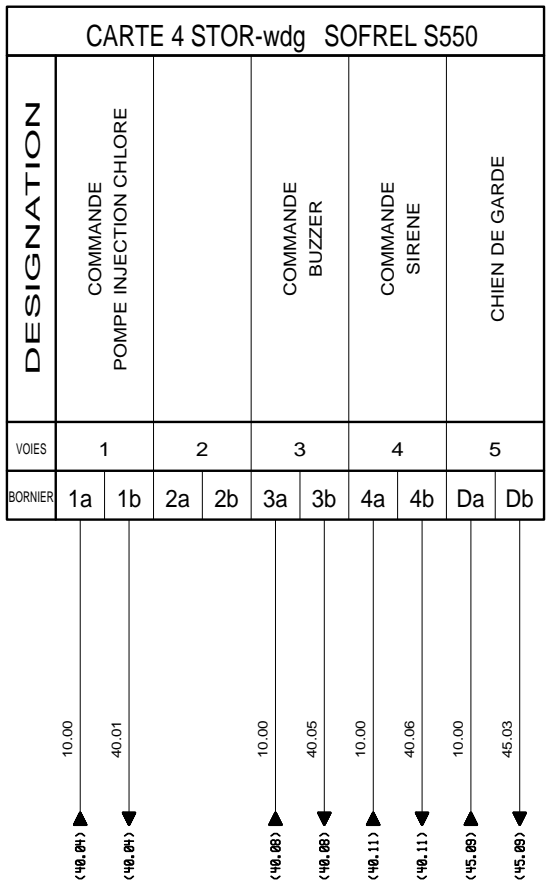 CARTE 4 STOR-wdg SOFREL S550
DESIGNATION
COMMANDE
POMPE INJECTION CHLORE
COMMANDE
BUZZER
COMMANDE
SIRENE
CHIEN DE GARDE
VOIES 1 2 3 4 5
BORNIER 1a 1b 2a 2b 3a 3b 4a 4b Da Db
10.00 40.01 10.00 40.05 10.00 40.06 10.00 45.03
(40.04) (40.04) (40.08) (40.08) (40.11) (40.11) (45.09) (45.09)